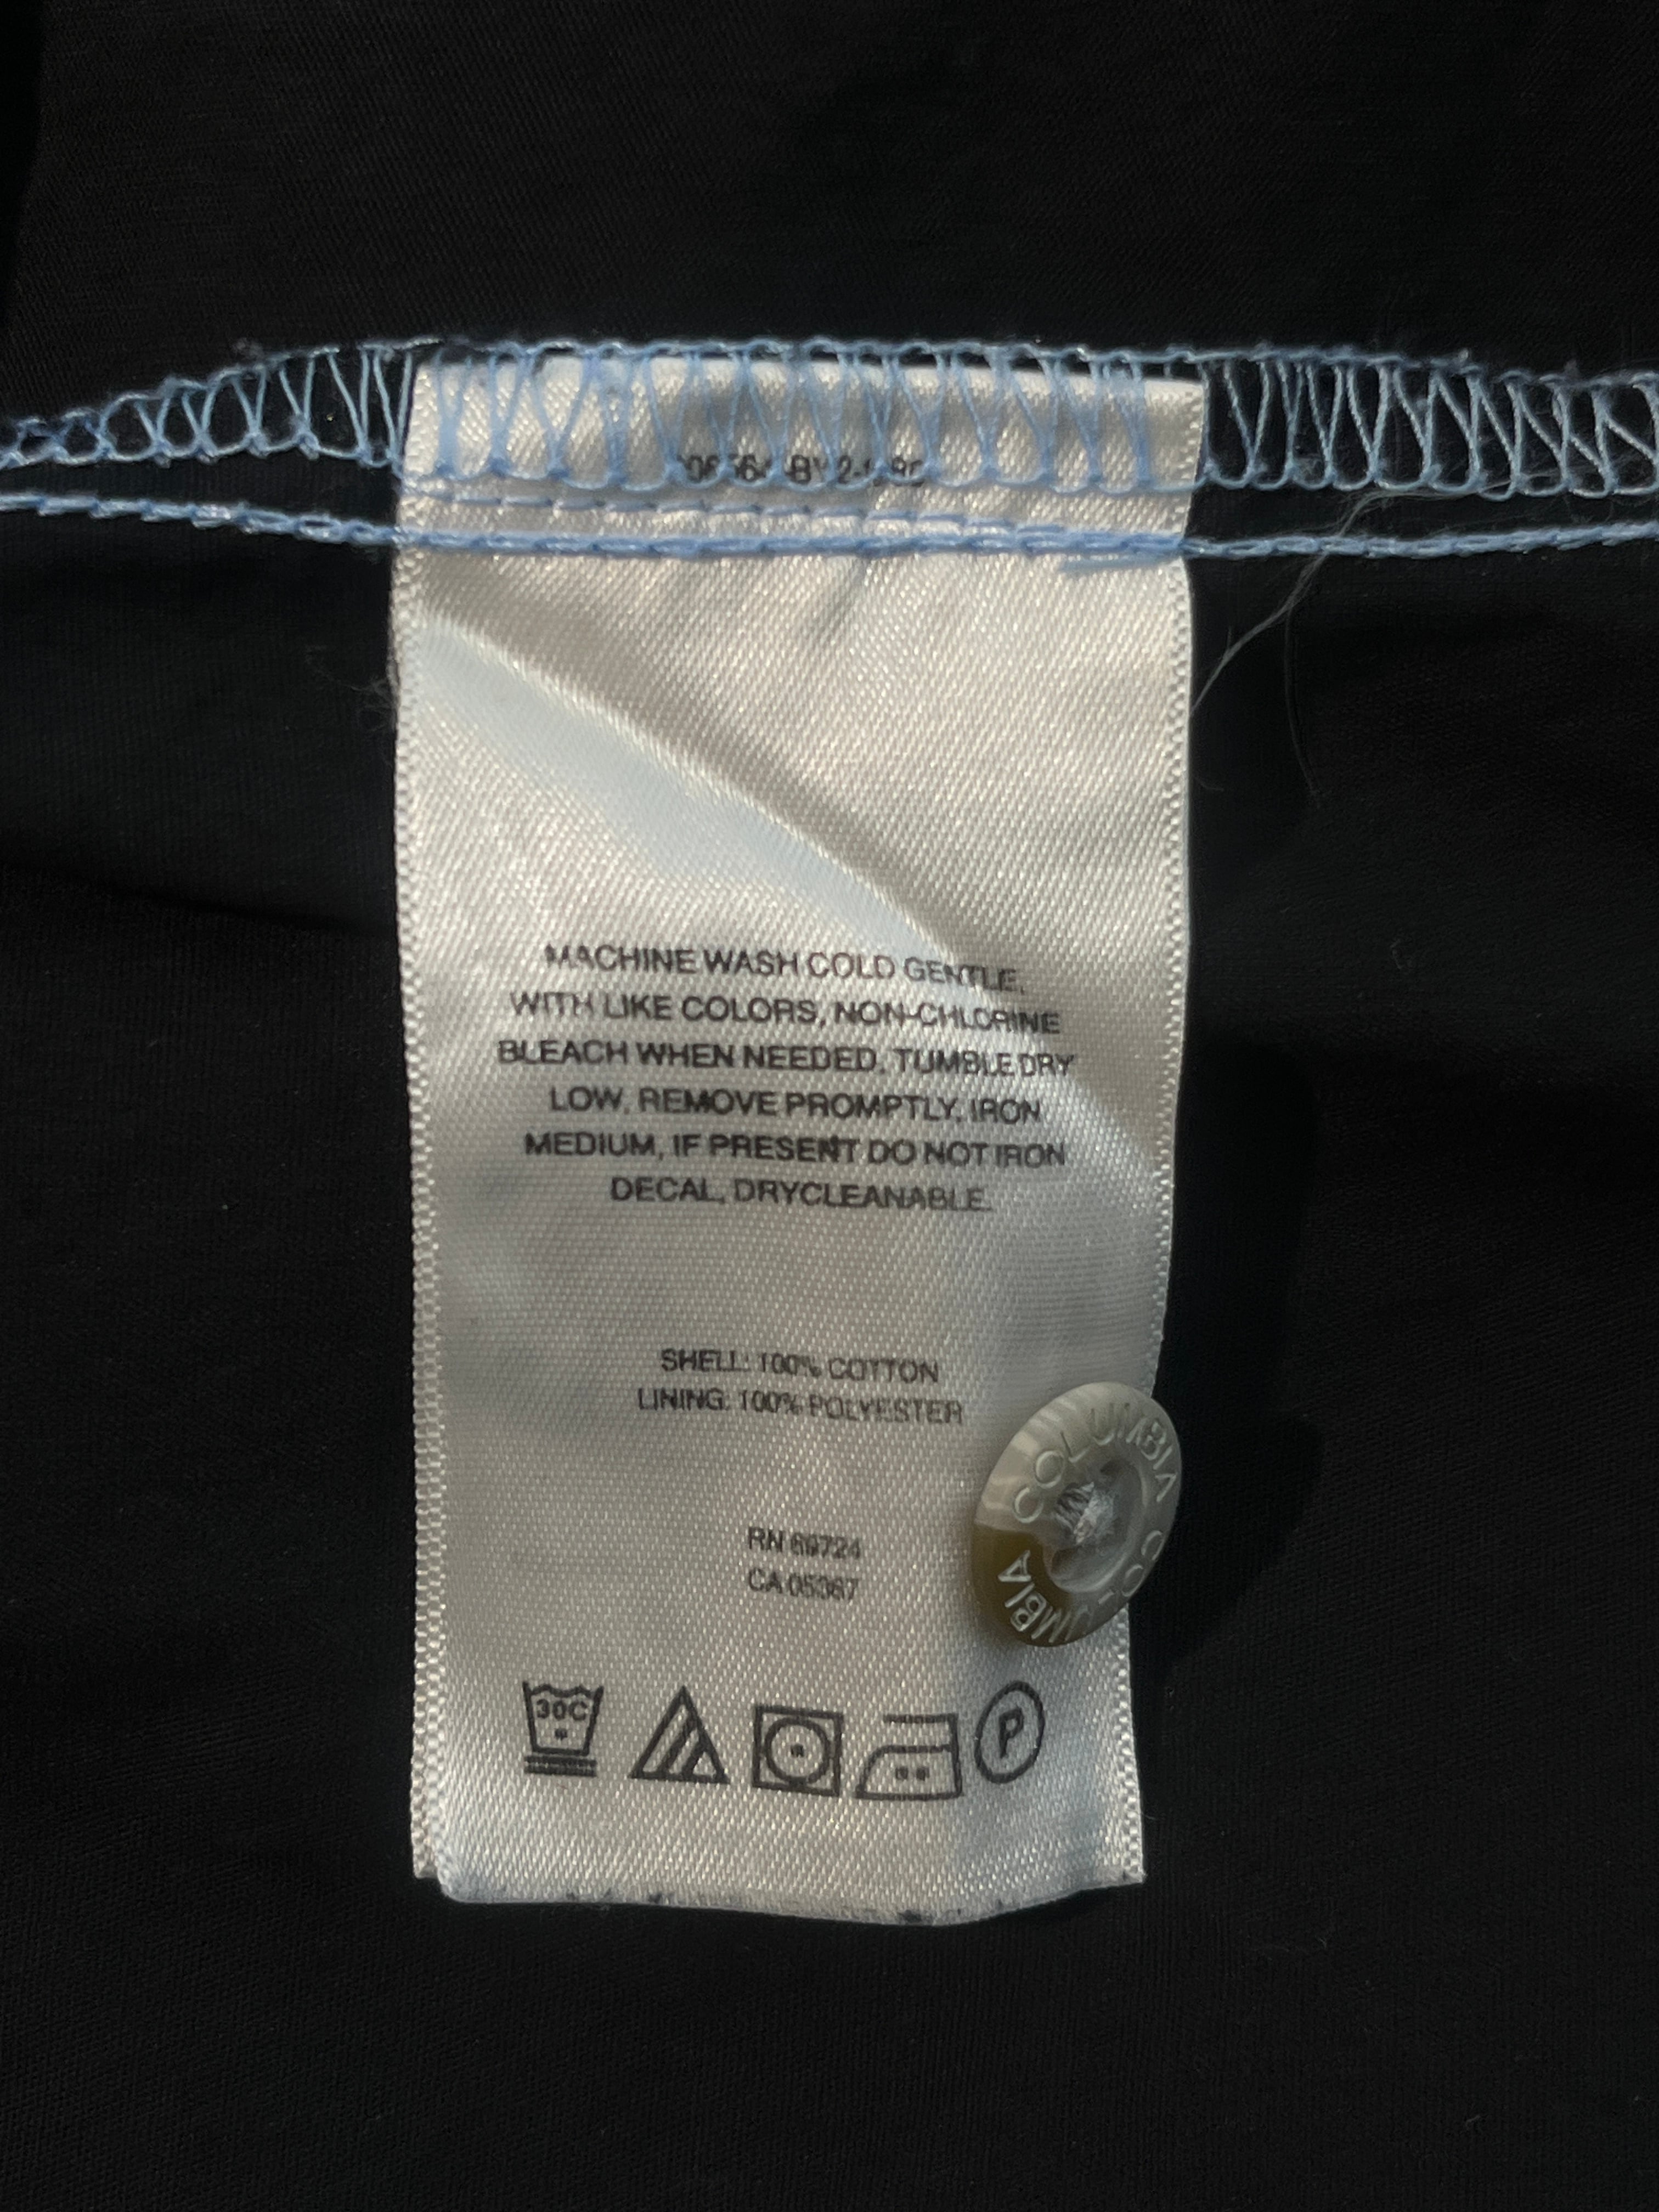 MACHINE WASH COLD GENTLE,
WITH LIKE COLORS, NON-CHLORINE
BLEACH WHEN NEEDED, TUMBLE DRY
LOW, REMOVE PROMPTLY, IRON
MEDIUM, IF PRESENT DO NOT IRON
DECAL, DRYCLEANABLE.
SHELL: 100% COTTON
LINING: 100% POLYESTER
COLUMBIA COLUMBIA
RN 69724
CA 05367
30C
P